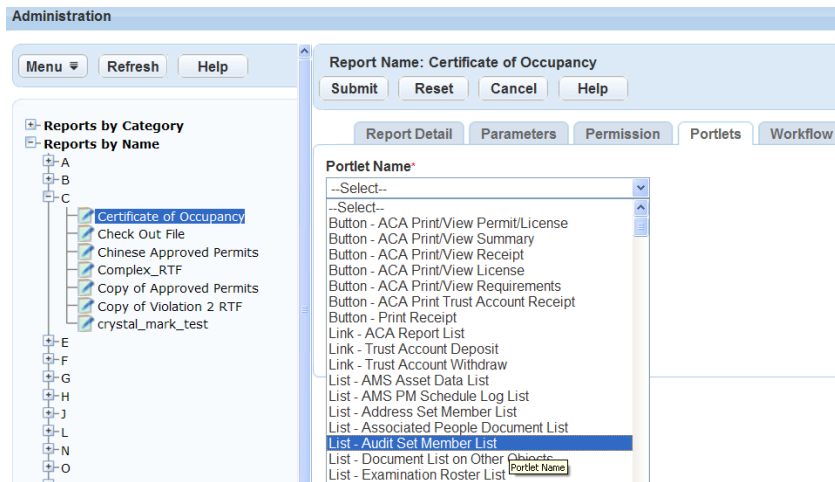 Administration
Menu
Refresh
Help
Reports by Category
Reports by Name
A
B
C
Certificate of Occupancy
Check Out File
Chinese Approved Permits
Complex_RTF
Copy of Approved Permits
Copy of Violation 2 RTF
crystal_mark_test
E
F
G
H
J
L
N
O
Report Name: Certificate of Occupancy
Submit
Reset
Cancel
Help
Report Detail
Parameters
Permission
Portlets
Workflow
Portlet Name*
--Select--
--Select--
Button - ACA Print/View Permit/License
Button - ACA Print/View Summary
Button - ACA Print/View Receipt
Button - ACA Print/View License
Button - ACA Print/View Requirements
Button - ACA Print Trust Account Receipt
Button - Print Receipt
Link - ACA Report List
Link - Trust Account Deposit
Link - Trust Account Withdraw
List - AMS Asset Data List
List - AMS PM Schedule Log List
List - Address Set Member List
List - Associated People Document List
List - Audit Set Member List
List - Document List on Other Objects
Portlet Name
List - Examination Roster List